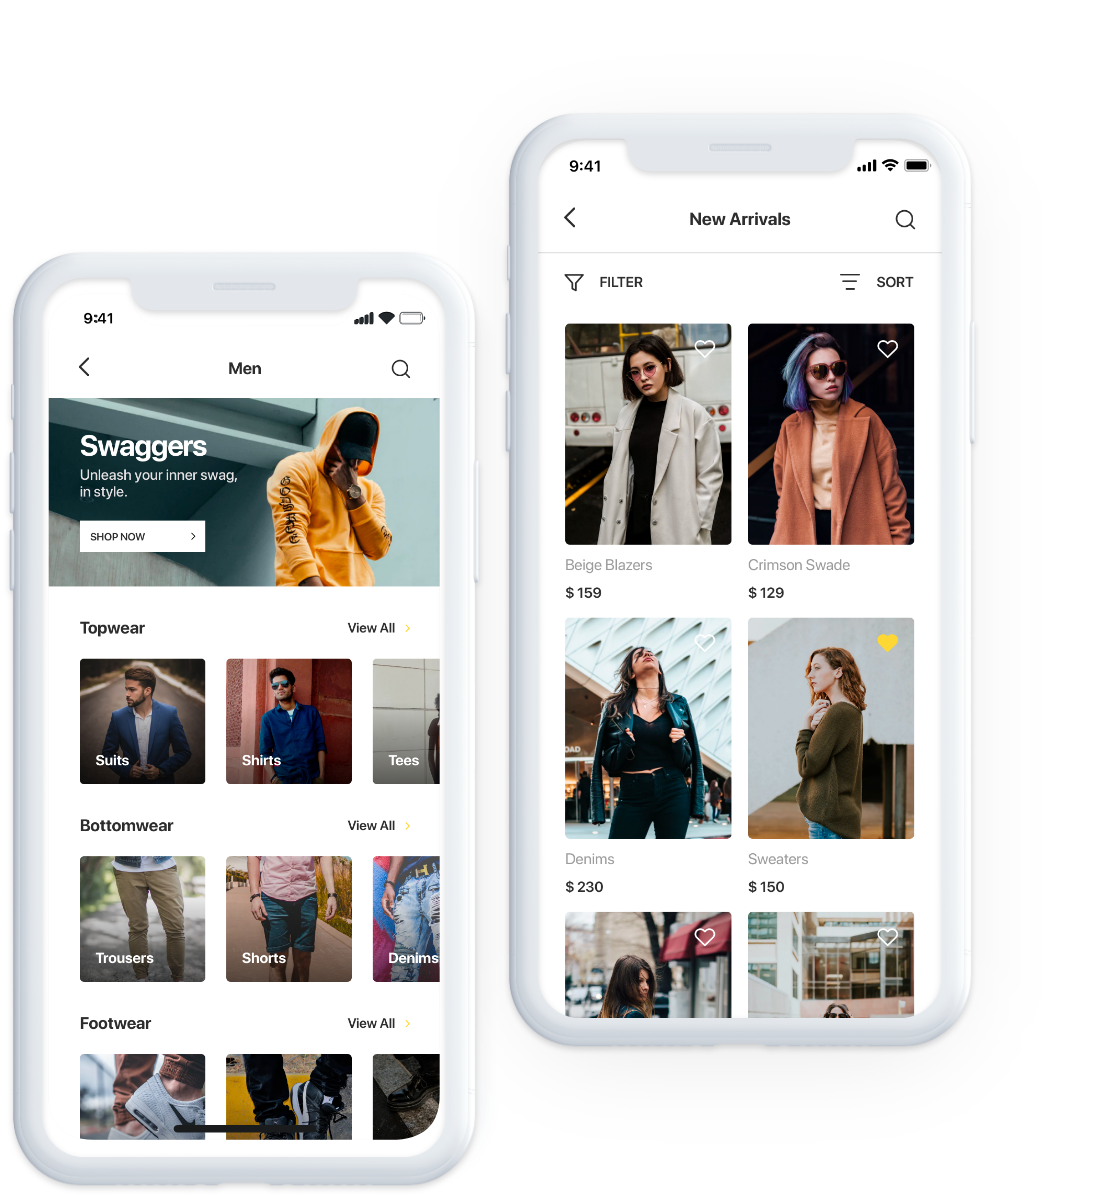 9:41
Men
Swaggers
Unleash your inner swag,
in style.
SHOP NOW
Topwear View All
Suits Shirts Tees
Bottomwear View All
Trousers Shorts Denims
Footwear View All
9:41
New Arrivals
FILTER SORT
Beige Blazers Crimson Swade
$ 159 $ 129
OAD
Denims Sweaters
$ 230 $ 150